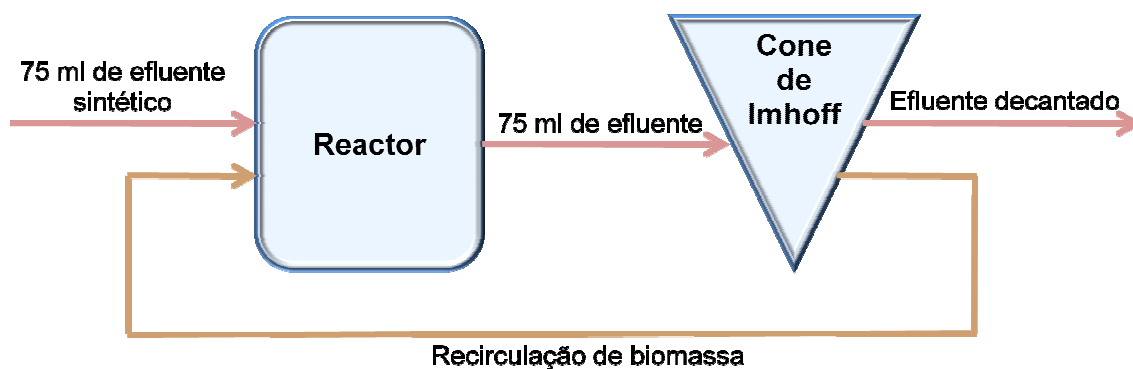 75 ml de efluente
sintético
Reactor
75 ml de efluente
Cone
de
Imhoff
Efluente decantado
Recirculação de biomassa